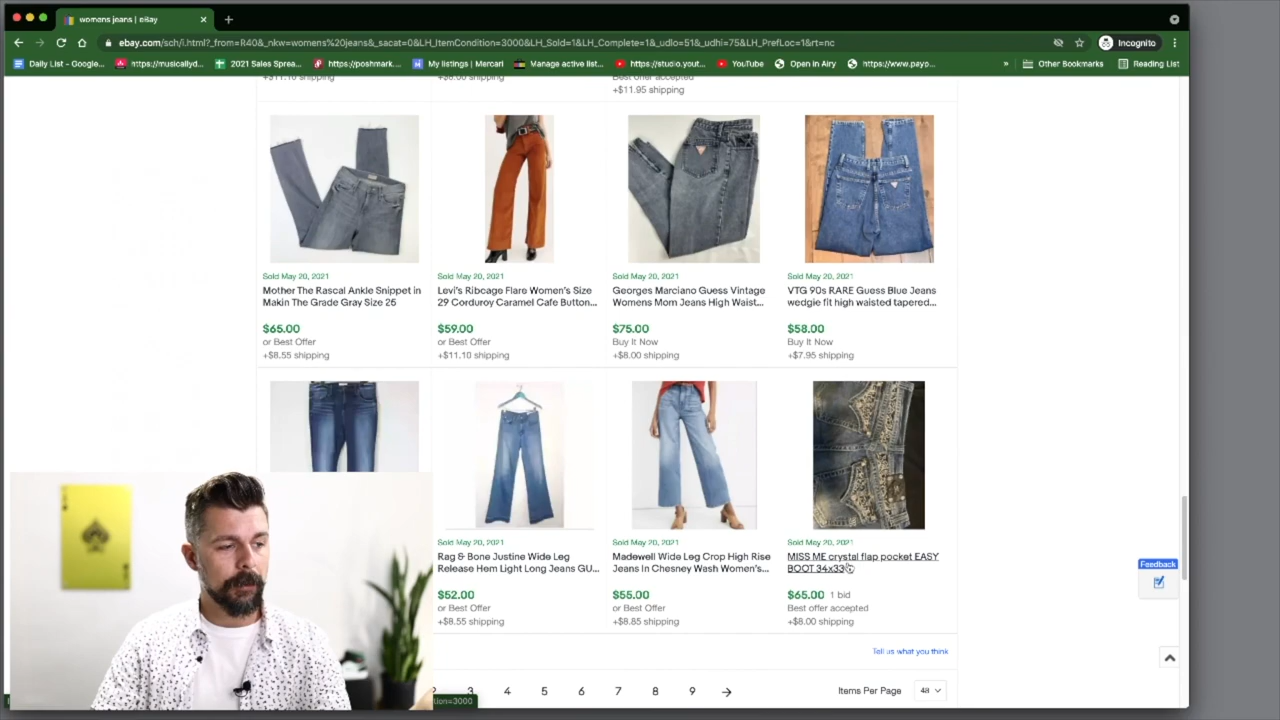 womens jeans | eBay
Incognito
ebay.com/sch/i.html?_from=R40&_nkw=womens%20jeans&_sacat=0&LH_ItemCondition=3000&LH_Sold=1&LH_Complete=1&_udlo=51&_udhi=75&LH_PrefLoc=1&rt=nc
Daily List - Google... https://musicallyd... 2021 Sales Sprea... https://poshmark.... My listings | Mercari Manage active list... https://studio.yout... YouTube Open in Airy https://www.payp... » Other Bookmarks Reading List
+$11.10 shipping +$8.00 shipping Best offer accepted
+$11.95 shipping
Sold May 20, 2021 Sold May 20, 2021 Sold May 20, 2021 Sold May 20, 2021
Mother The Rascal Ankle Snippet in Levi's Ribcage Flare Women's Size Georges Marciano Guess Vintage VTG 90s RARE Guess Blue Jeans
Makin The Grade Gray Size 25 29 Corduroy Caramel Cafe Button... Womens Mom Jeans High Waist... wedgie fit high waisted tapered...
$65.00 $59.00 $75.00 $58.00
or Best Offer or Best Offer Buy It Now Buy It Now
+$8.55 shipping +$11.10 shipping +$8.00 shipping +$7.95 shipping
Sold May 20, 2021 Sold May 20, 2021 Sold May 20, 2021
Rag & Bone Justine Wide Leg Madewell Wide Leg Crop High Rise MISS ME crystal flap pocket EASY
Release Hem Light Long Jeans GU... Jeans In Chesney Wash Women's... BOOT 34x33
$52.00 $55.00 $65.00 1 bid
or Best Offer or Best Offer Best offer accepted
+$8.55 shipping +$8.85 shipping +$8.00 shipping
Feedback
Tell us what you think
3 4 5 6 7 8 9 → Items Per Page 48
tion=3000